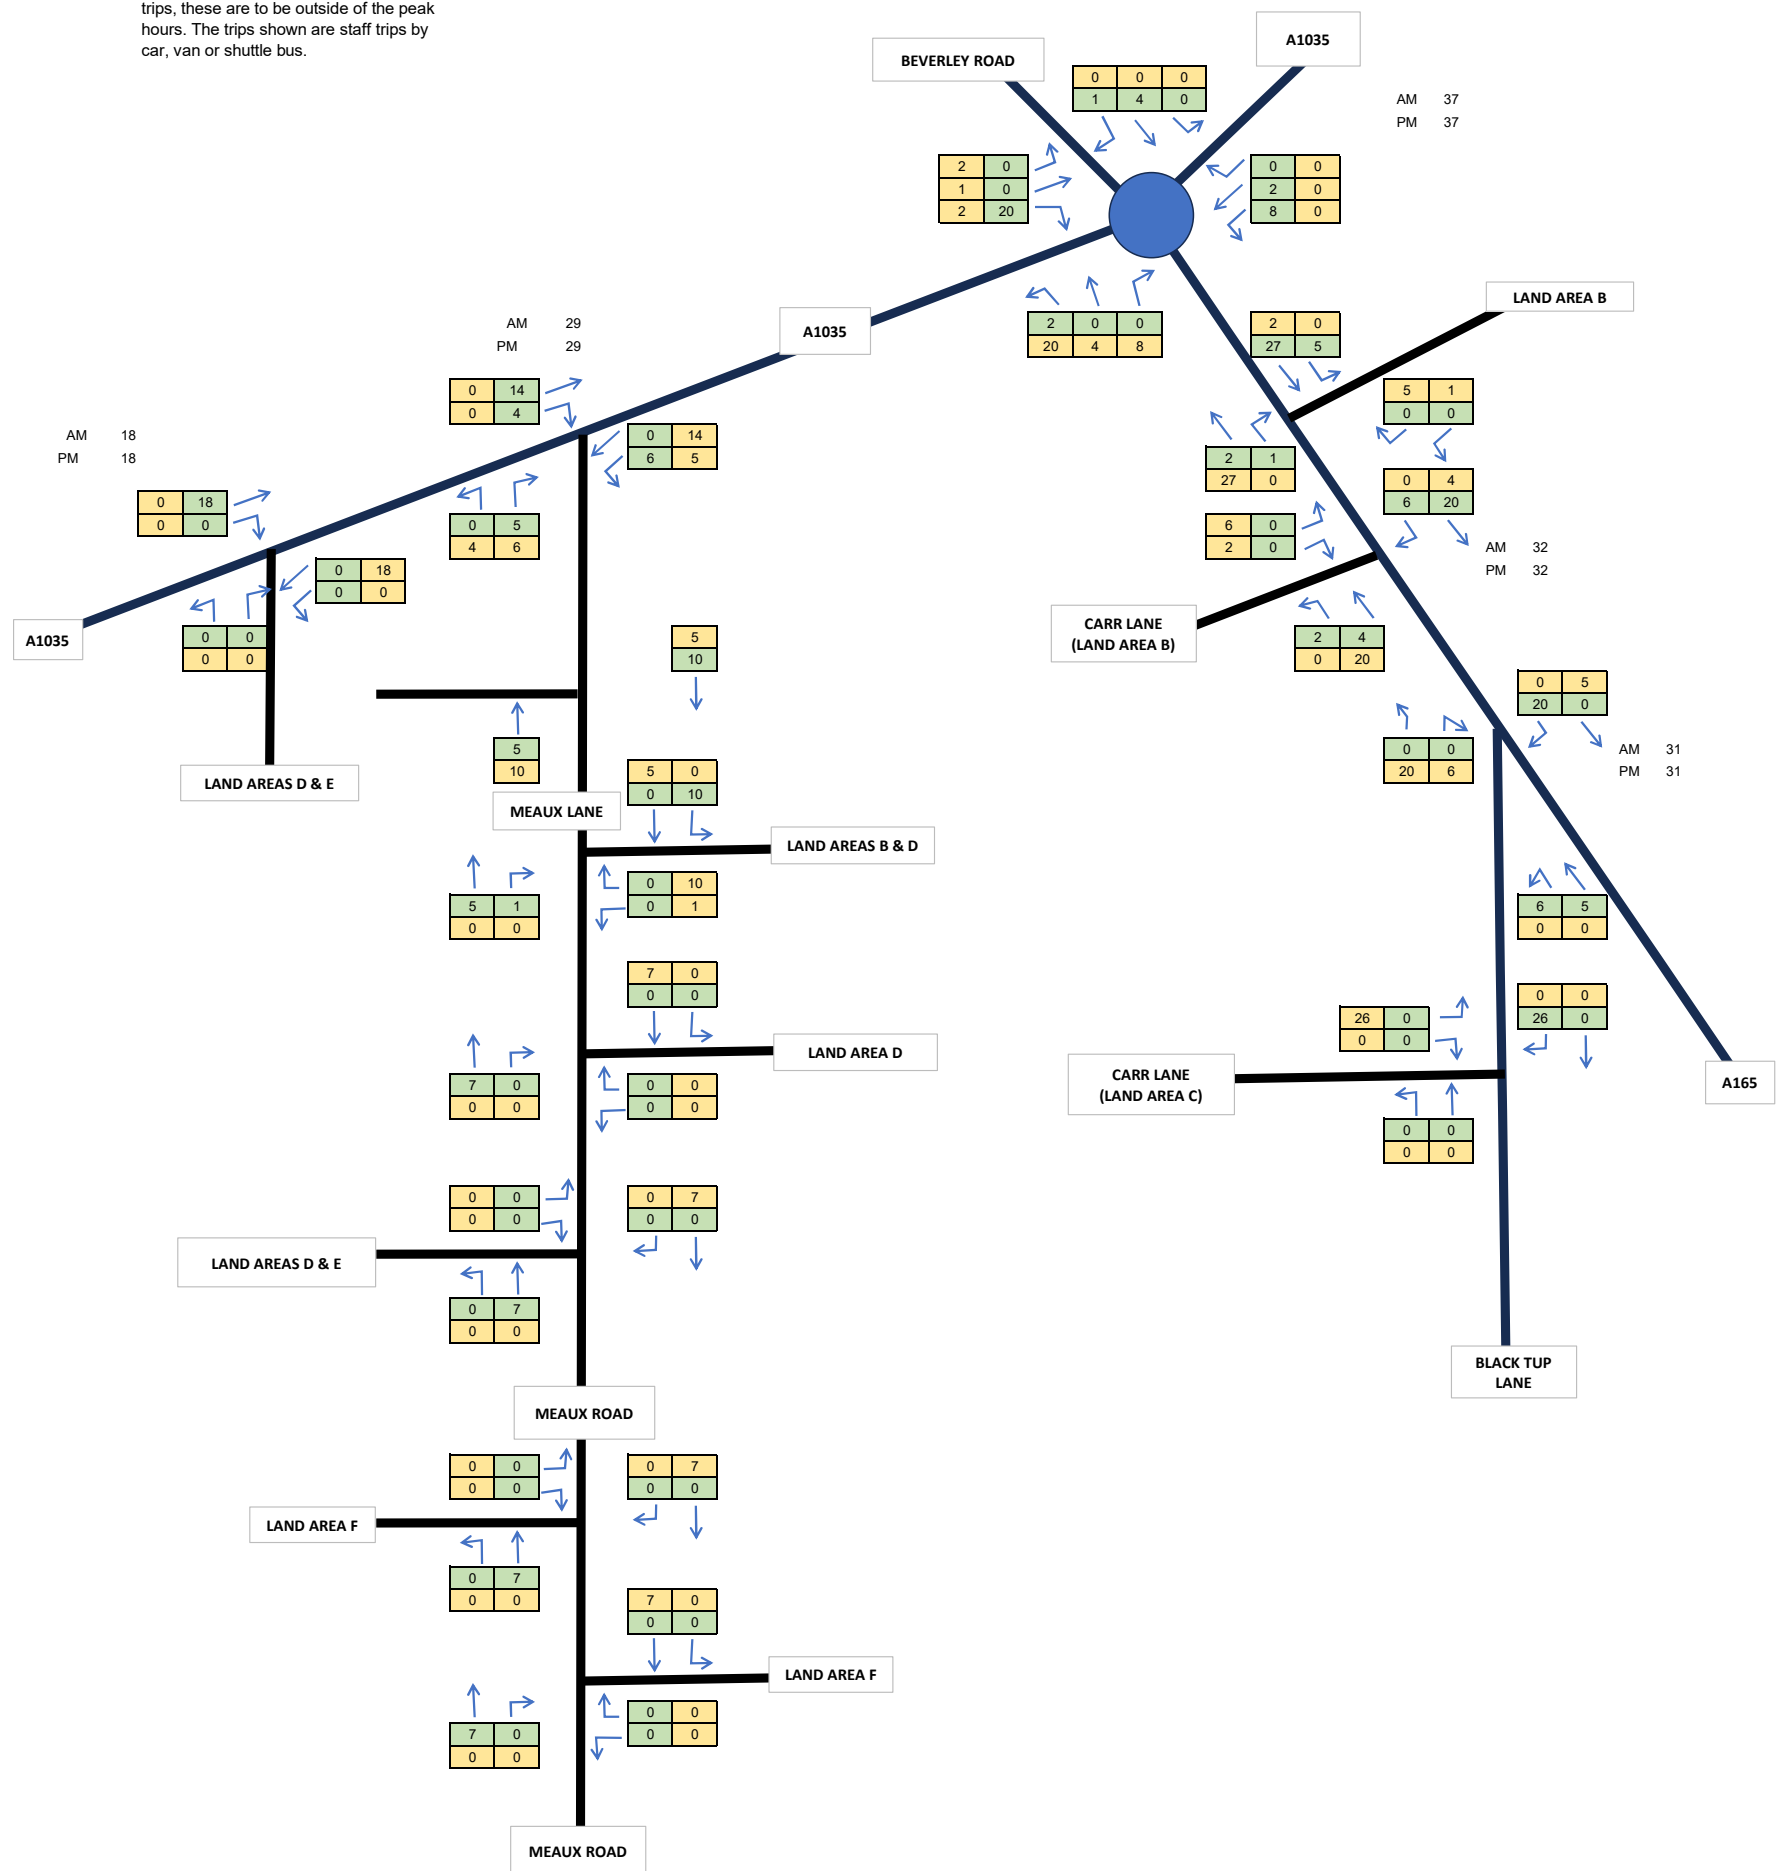 trips, these are to be outside of the peak
hours. The trips shown are staff trips by
car, van or shuttle bus.
A1035
BEVERLEY ROAD
0 0 0
1 4 0
AM 37
PM 37
2 0
1 0
2 20
0 0
2 0
8 0
LAND AREA B
2 0 0
20 4 8
2 0
27 5
A1035
AM 29
PM 29
0 14
0 4
5 1
0 0
0 14
6 5
AM 18
PM 18
2 1
27 0
0 4
6 20
0 18
0 0
0 5
4 6
6 0
2 0
AM 32
PM 32
0 18
0 0
CARR LANE
(LAND AREA B)
A1035
0 0
0 0
5
10
2 4
0 20
0 5
20 0
5
10
0 0
20 6
AM 31
PM 31
LAND AREAS D & E
5 0
0 10
MEAUX LANE
LAND AREAS B & D
5 1
0 0
0 10
0 1
6 5
0 0
7 0
0 0
0 0
26 0
26 0
0 0
LAND AREA D
7 0
0 0
0 0
0 0
CARR LANE
(LAND AREA C)
A165
0 0
0 0
0 0
0 0
0 7
0 0
LAND AREAS D & E
0 7
0 0
BLACK TUP
LANE
MEAUX ROAD
0 0
0 0
0 7
0 0
LAND AREA F
0 7
0 0
7 0
0 0
LAND AREA F
7 0
0 0
0 0
0 0
MEAUX ROAD